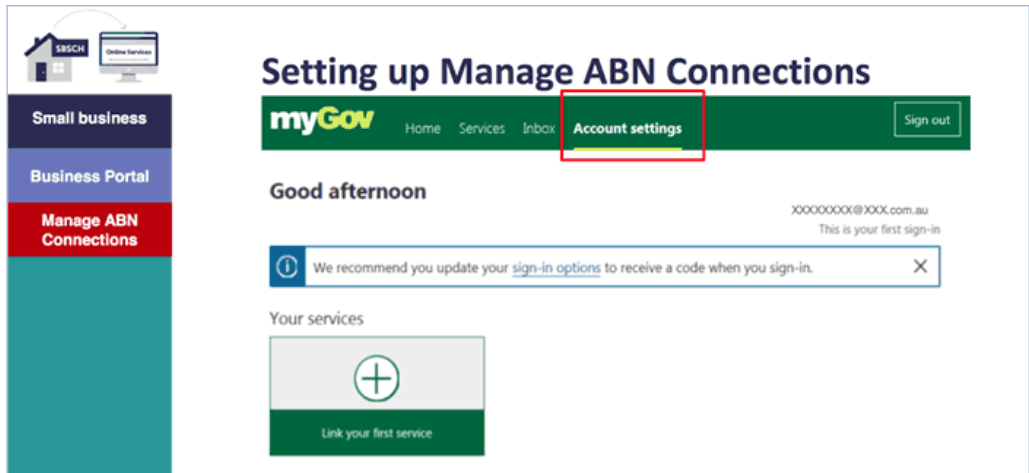 SBSCH
Online Services
Small business
Business Portal
Manage ABN
Connections
Setting up Manage ABN Connections
myGov Home Services Inbox Account settings Sign out
Good afternoon
XXXXXXXX@XXX.com.au
This is your first sign-in
We recommend you update your sign-in options to receive a code when you sign-in.
Your services
Link your first service